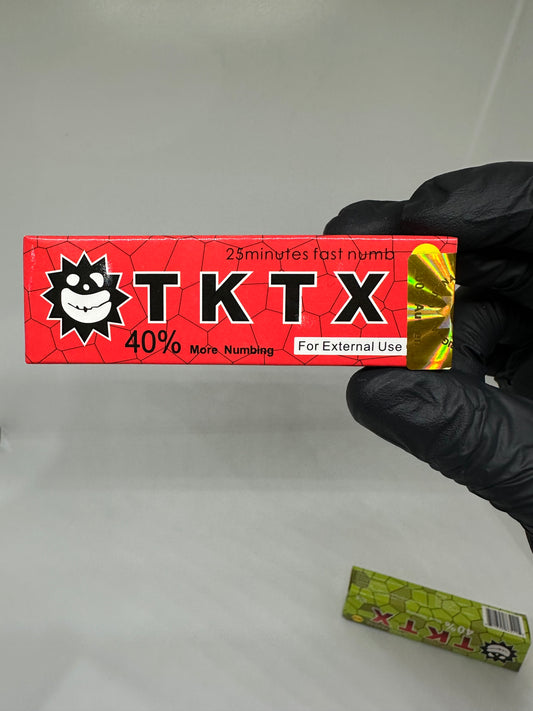 25minutes fast numb
TKTX
40% More Numbing
For External Use
TKTX
40%